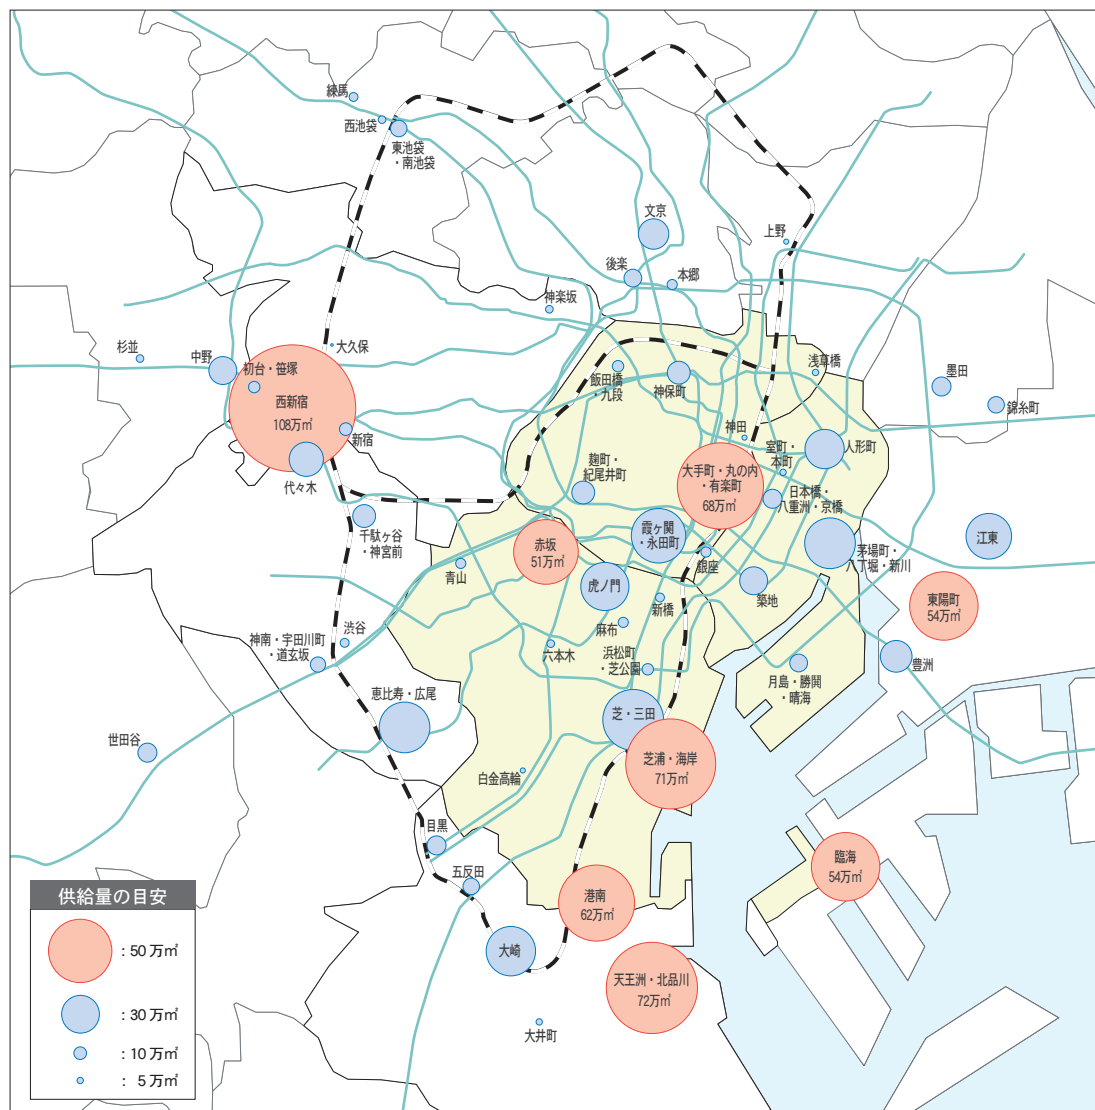 練馬
西池袋
東池袋
・南池袋
文京
上野
後楽
本郷
神楽坂
大久保
杉並
中野
初台・笹塚
西新宿
108万㎡
新宿
代々木
飯田橋
・九段
神保町
浅草橋
墨田
錦糸町
神田
室町・
本町
人形町
麹町・
紀尾井町
大手町・丸の内
・有楽町
68万㎡
日本橋・
八重洲・京橋
千駄ヶ谷
・神宮前
赤坂
51万㎡
霞ヶ関
・永田町
銀座
茅場町・
八丁堀・新川
江東
青山
虎ノ門
新橋
築地
東陽町
54万㎡
麻布
渋谷
神南・宇田川町
・道玄坂
六本木
浜松町
・芝公園
月島・勝関
・晴海
豊洲
恵比寿・広尾
芝・三田
世田谷
芝浦・海岸
71万㎡
白金高輪
目黒
五反田
臨海
54万㎡
港南
62万㎡
大崎
天王洲・北品川
72万㎡
大井町
供給量の目安
：50万㎡
：30万㎡
：10万㎡
： 5万㎡